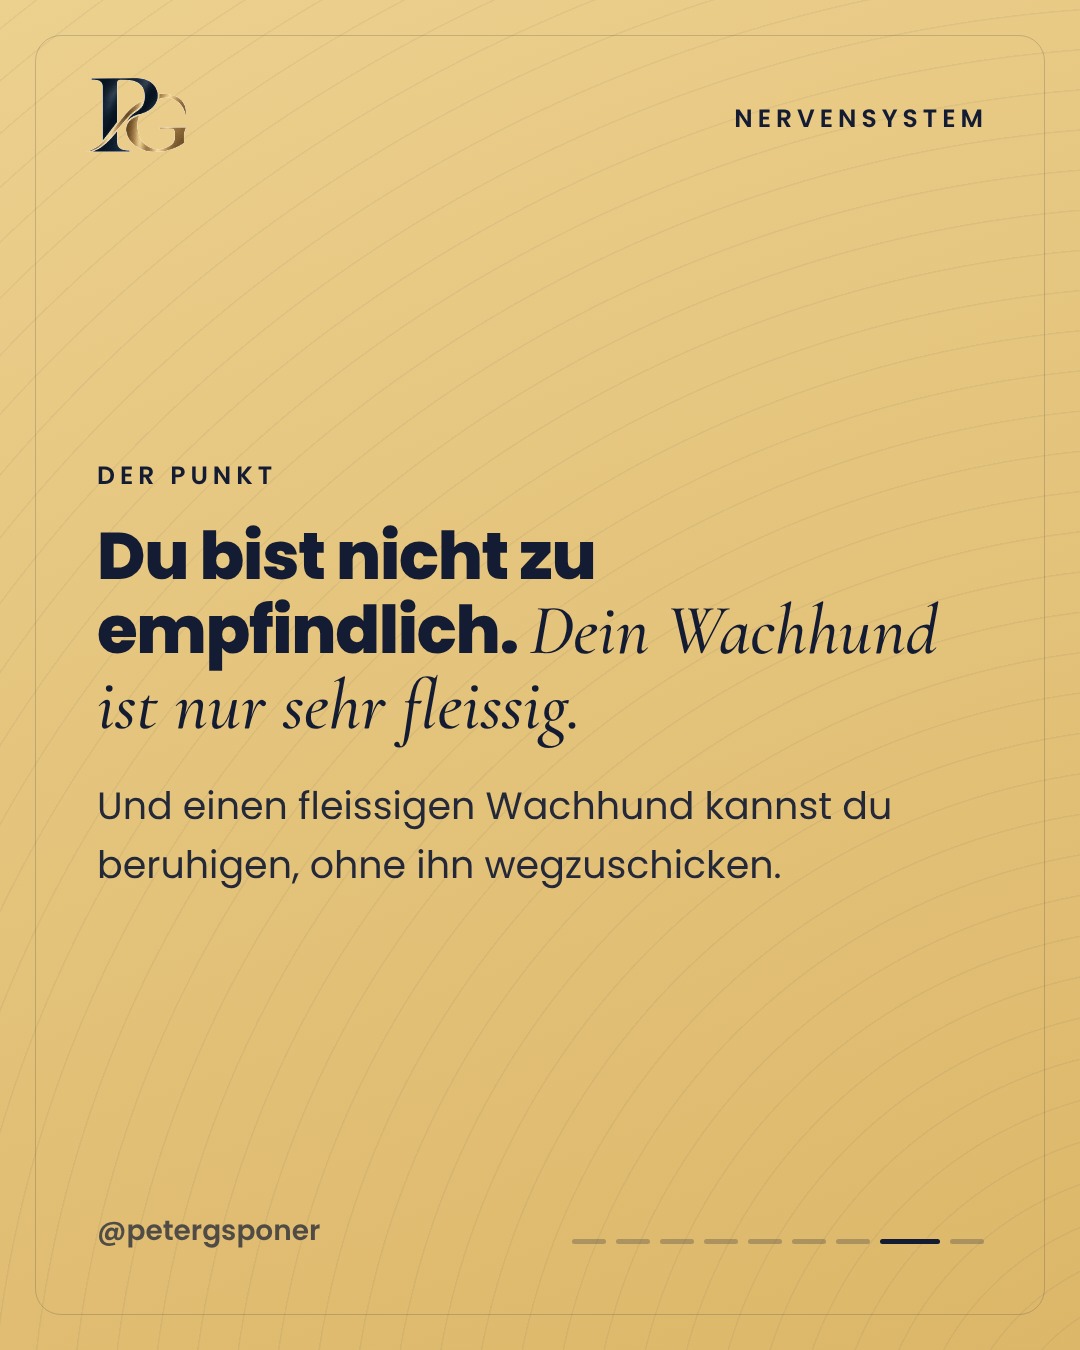 PG
NERVENSYSTEM
DER PUNKT
Du bist nicht zu
empfindlich. Dein Wachhund
ist nur sehr fleissig.
Und einen fleissigen Wachhund kannst du
beruhigen, ohne ihn wegzuschicken.
@petergsponer